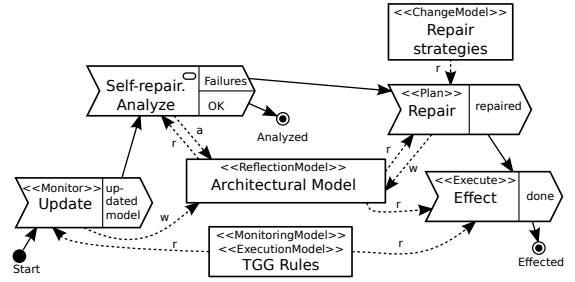 <<ChangeModel>>
Repair
strategies
r
Self-repair.
Analyze
Failures
OK
Analyzed
<<Plan>>
Repair
repaired
a
r
r
w
<<ReflectionModel>>
Architectural Model
<<Monitor>>
Update
up-
dated
model
w
r
<<Execute>>
Effect
done
r
r
<<MonitoringModel>>
<<ExecutionModel>>
TGG Rules
Start
Effected